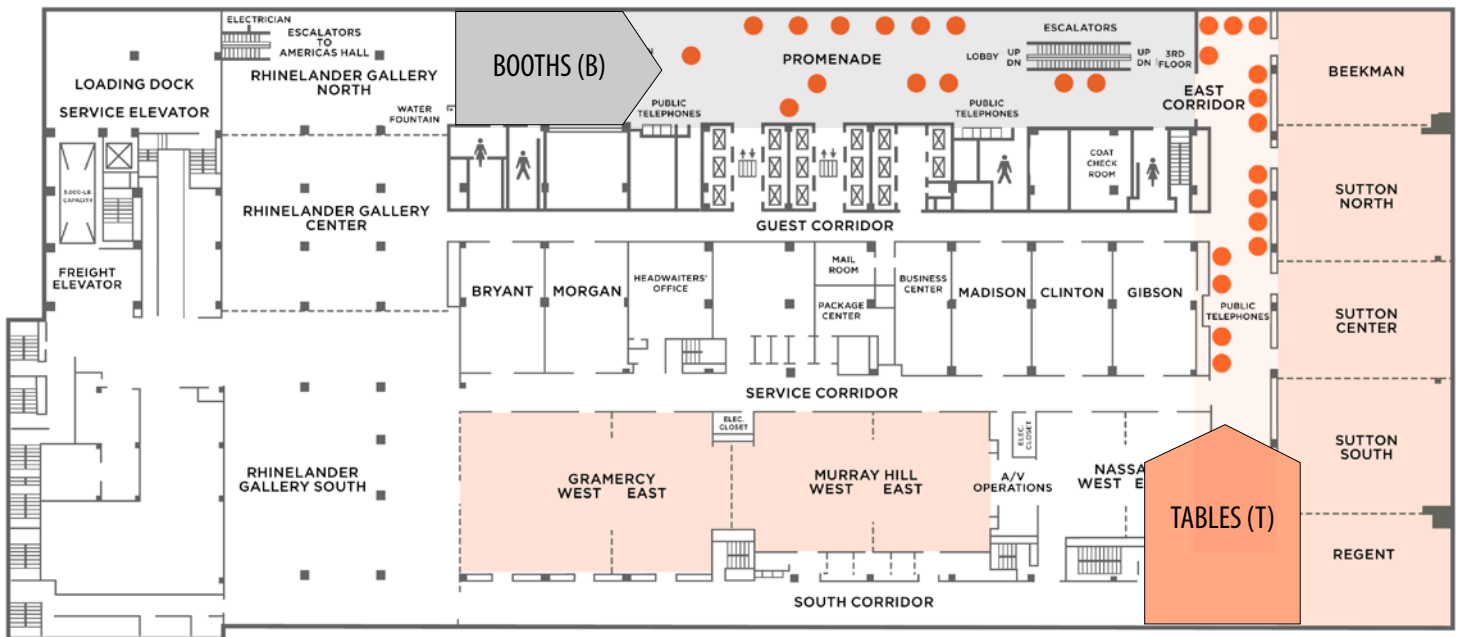 ELECTRICIAN
ESCALATORS
TO
AMERICAS HALL
LOADING DOCK
SERVICE ELEVATOR
RHINELANDER GALLERY
NORTH
WATER
FOUNTAIN
BOOTHS (B)
PUBLIC
TELEPHONES
PROMENADE
ESCALATORS
LOBBY
UP
DN
UP
DN
3RD
FLOOR
PUBLIC
TELEPHONES
EAST
CORRIDOR
BEEKMAN
COAT
CHECK
ROOM
CAPACITY
RHINELANDER GALLERY
CENTER
GUEST CORRIDOR
SUTTON
NORTH
FREIGHT
ELEVATOR
BRYANT
MORGAN
HEADWAITERS'
OFFICE
MAIL
ROOM
PACKAGE
CENTER
BUSINESS
CENTER
MADISON
CLINTON
GIBSON
PUBLIC
TELEPHONES
SUTTON
CENTER
SERVICE CORRIDOR
ELEC.
CLOSET
ELEC.
CLOSET
RHINELANDER
GALLERY SOUTH
GRAMERCY
WEST EAST
MURRAY HILL
WEST EAST
A/V
OPERATIONS
NASSA
WEST E
SUTTON
SOUTH
TABLES (T)
REGENT
SOUTH CORRIDOR